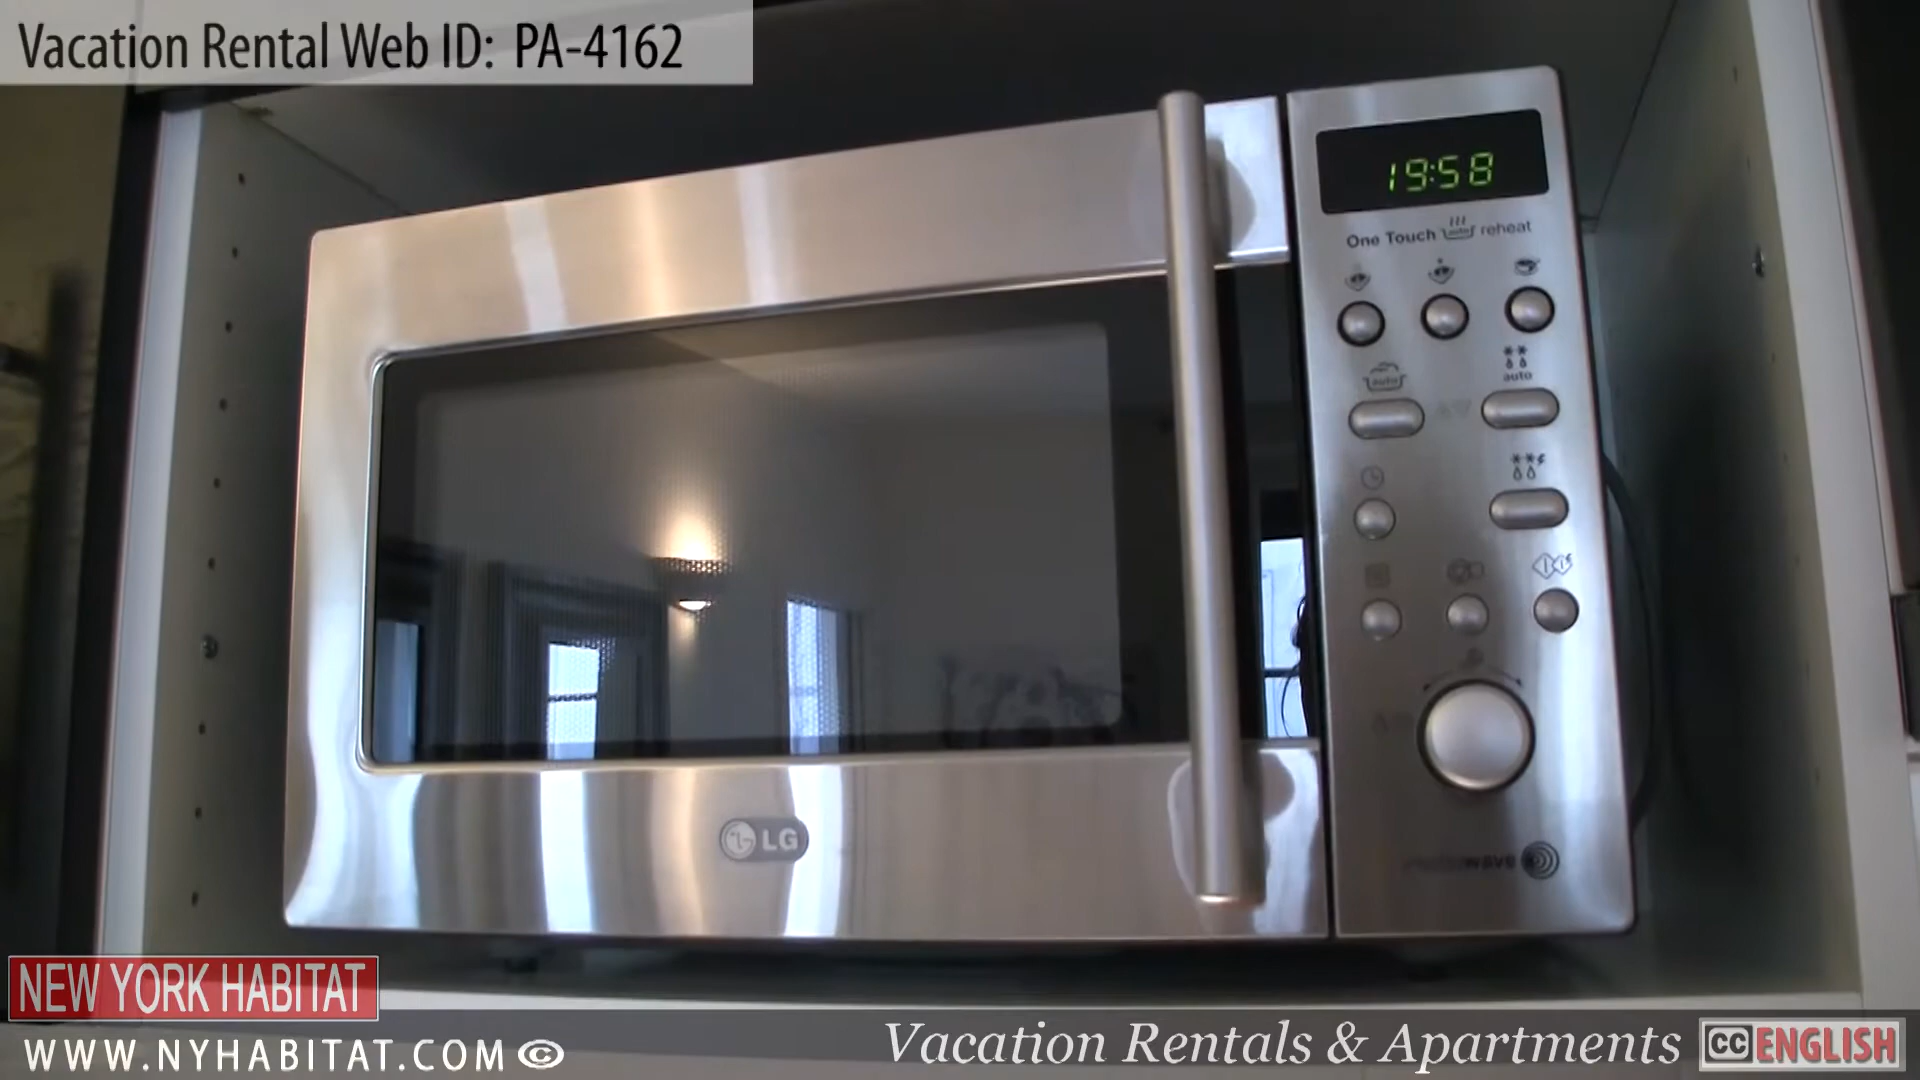 Vacation Rental Web ID: PA-4162
19:58
One Touch auto reheat
auto
auto
LG
NEW YORK HABITAT
WWW.NYHABITAT.COM ©
Vacation Rentals & Apartments
CC ENGLISH